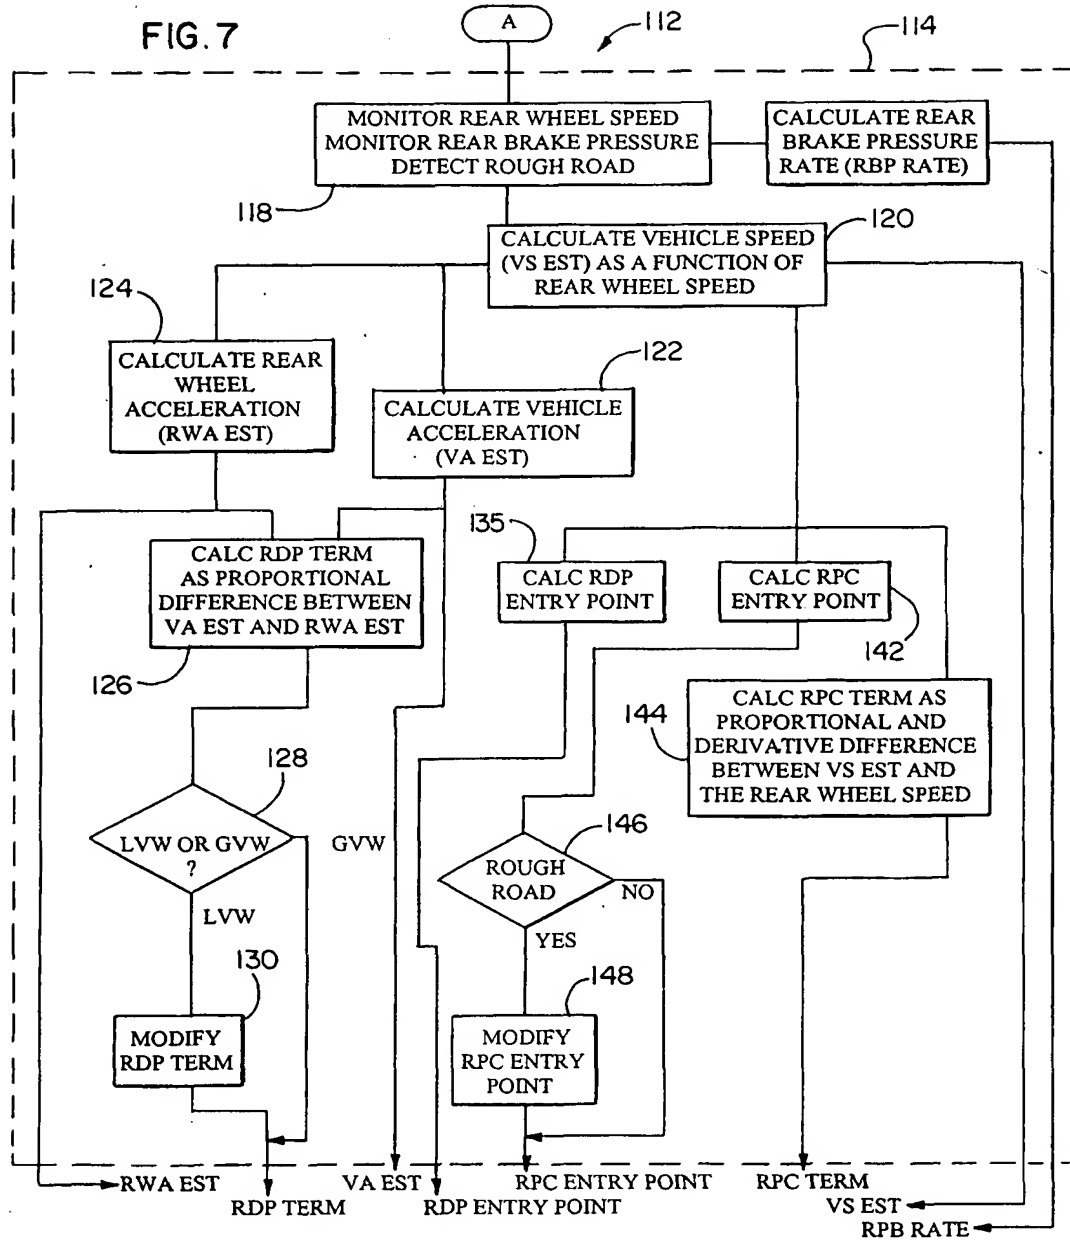 FIG. 7
A
112
114
MONITOR REAR WHEEL SPEED
MONITOR REAR BRAKE PRESSURE
DETECT ROUGH ROAD
118
CALCULATE REAR
BRAKE PRESSURE
RATE (RBP RATE)
CALCULATE VEHICLE SPEED
(VS EST) AS A FUNCTION OF
REAR WHEEL SPEED
120
124
CALCULATE REAR
WHEEL
ACCELERATION
(RWA EST)
122
CALCULATE VEHICLE
ACCELERATION
(VA EST)
CALC RDP TERM
AS PROPORTIONAL
DIFFERENCE BETWEEN
VA EST AND RWA EST
126
135
CALC RDP
ENTRY POINT
CALC RPC
ENTRY POINT
142
144
CALC RPC TERM AS
PROPORTIONAL AND
DERIVATIVE DIFFERENCE
BETWEEN VS EST AND
THE REAR WHEEL SPEED
128
LVW OR GVW
?
GVW
LVW
146
ROUGH
ROAD
NO
YES
130
MODIFY
RDP TERM
148
MODIFY
RPC ENTRY
POINT
RWA EST
RDP TERM
VA EST
RDP ENTRY POINT
RPC ENTRY POINT
RPC TERM
VS EST
RPB RATE